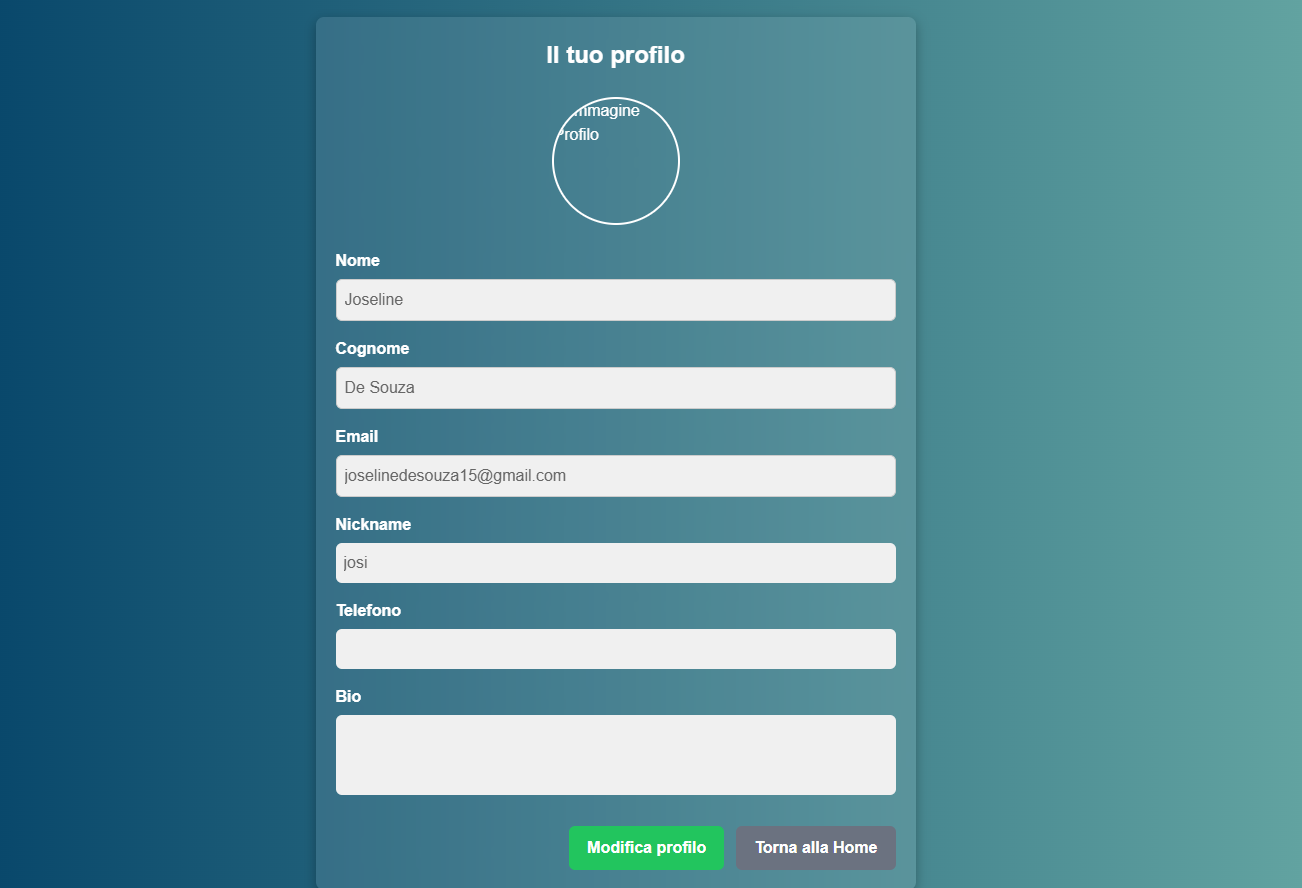 Il tuo profilo
mmagine
Profilo
Nome
Joseline
Cognome
De Souza
Email
joselinedesouza15@gmail.com
Nickname
josi
Telefono
Bio
Modifica profilo
Torna alla Home